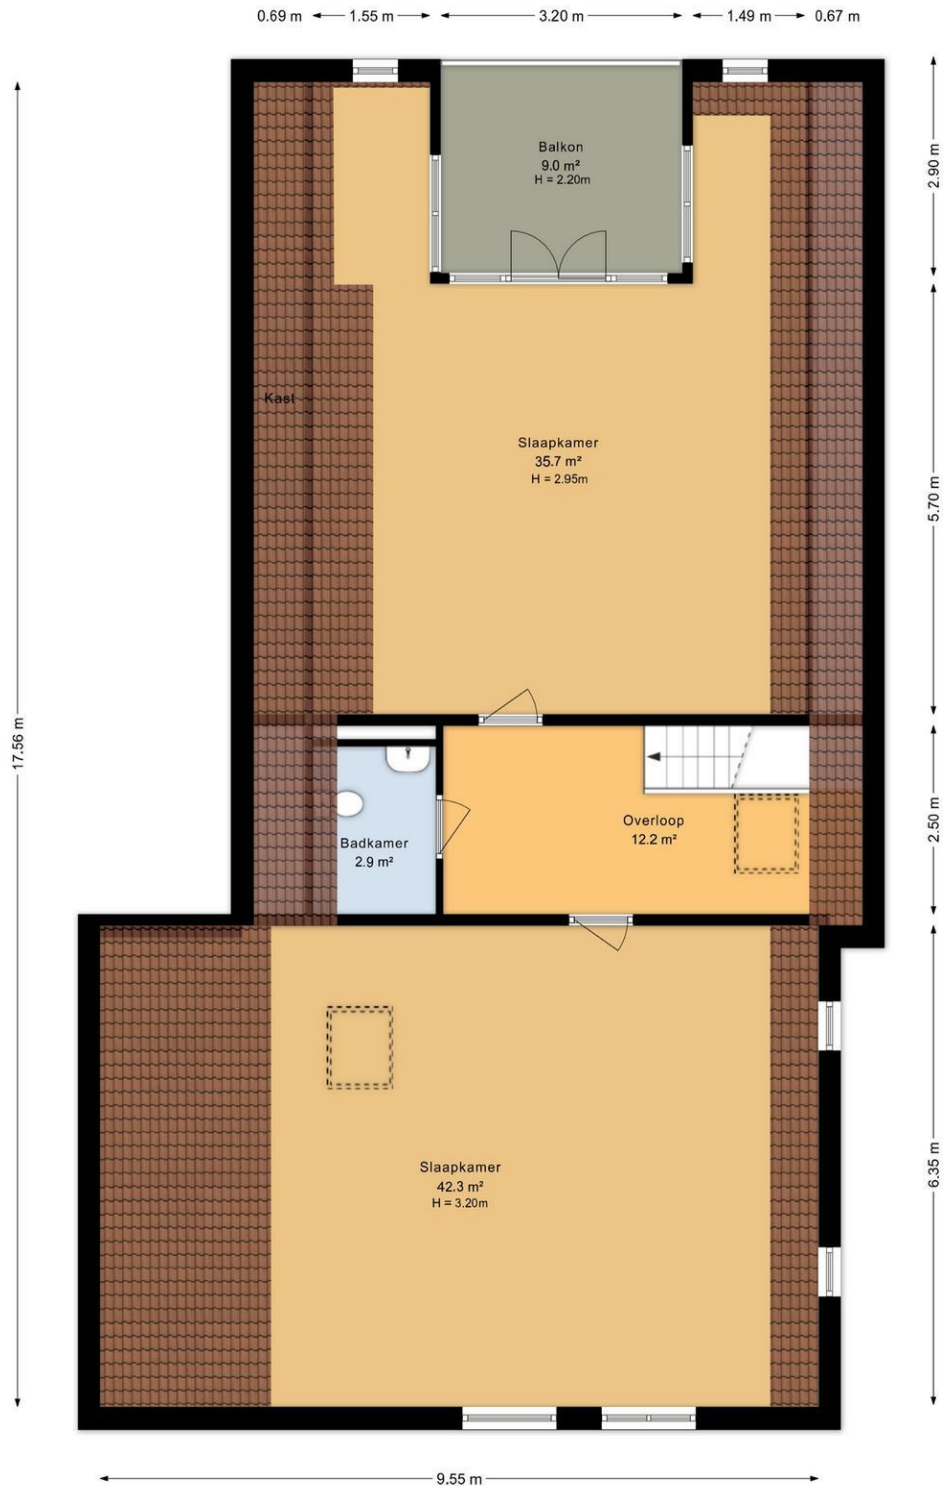 0.69 m
1.55 m
3.20 m
1.49 m
0.67 m
Balkon
9.0 m²
H = 2.20m
2.90 m
Kast
Slaapkamer
35.7 m²
H = 2.95m
5.70 m
17.56 m
Badkamer
2.9 m²
Overloop
12.2 m²
2.50 m
Slaapkamer
42.3 m²
H = 3.20m
6.35 m
9.55 m